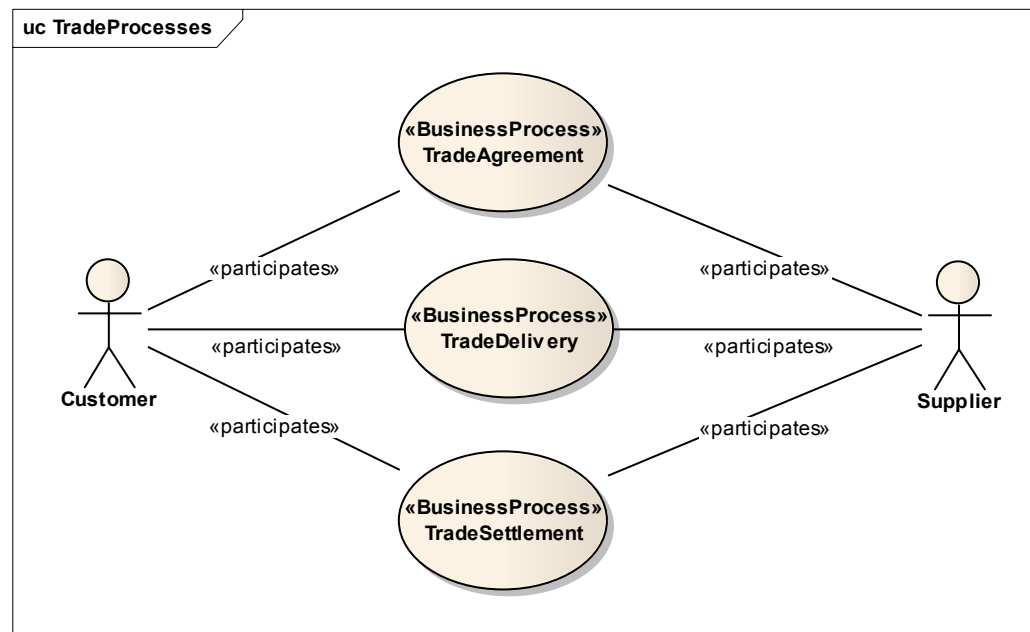 uc TradeProcesses
«BusinessProcess»
TradeAgreement
«participates»
«participates»
«BusinessProcess»
TradeDelivery
«participates»
«participates»
Customer
Supplier
«participates»
«participates»
«BusinessProcess»
TradeSettlement